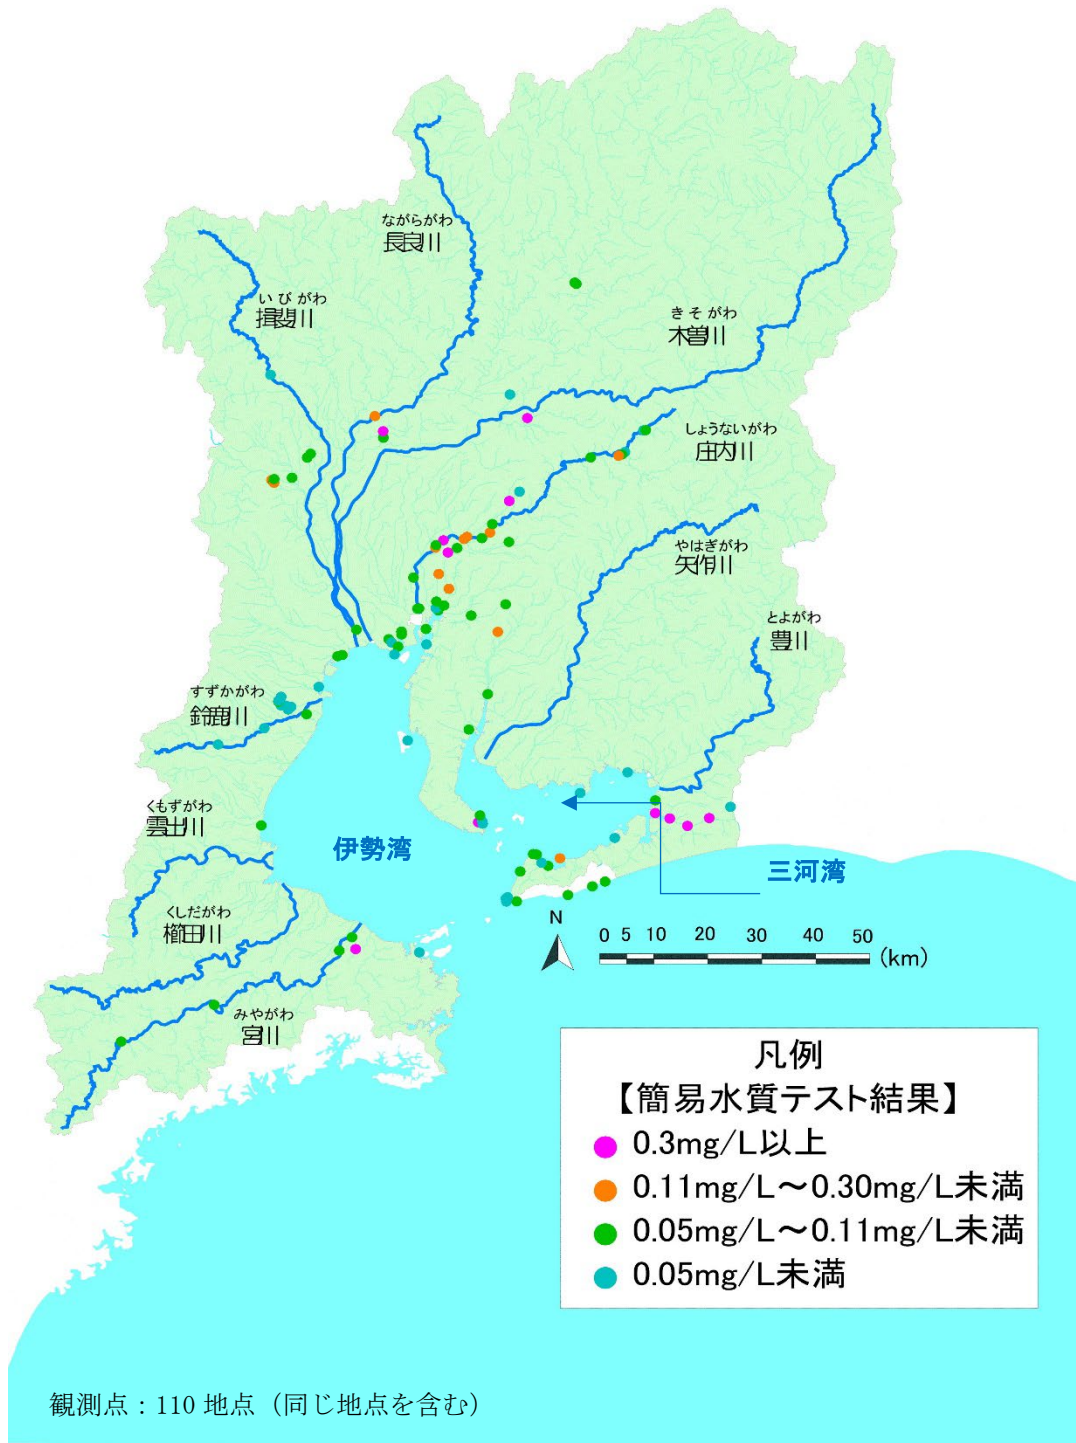 ながらがわ
長良川
いびがわ
揖斐川
きそがわ
木曽川
しょうないがわ
庄内川
やはぎがわ
矢作川
とよがわ
豊川
すずかがわ
鈴鹿川
くもずがわ
雲出川
伊勢湾
三河湾
くしだがわ
櫛田川
みやがわ
宮川
N
0 5 10 20 30 40 50
(km)
凡例
【簡易水質テスト結果】
0.3mg/L以上
0.11mg/L～0.30mg/L未満
0.05mg/L～0.11mg/L未満
0.05mg/L未満
観測点：110 地点（同じ地点を含む）